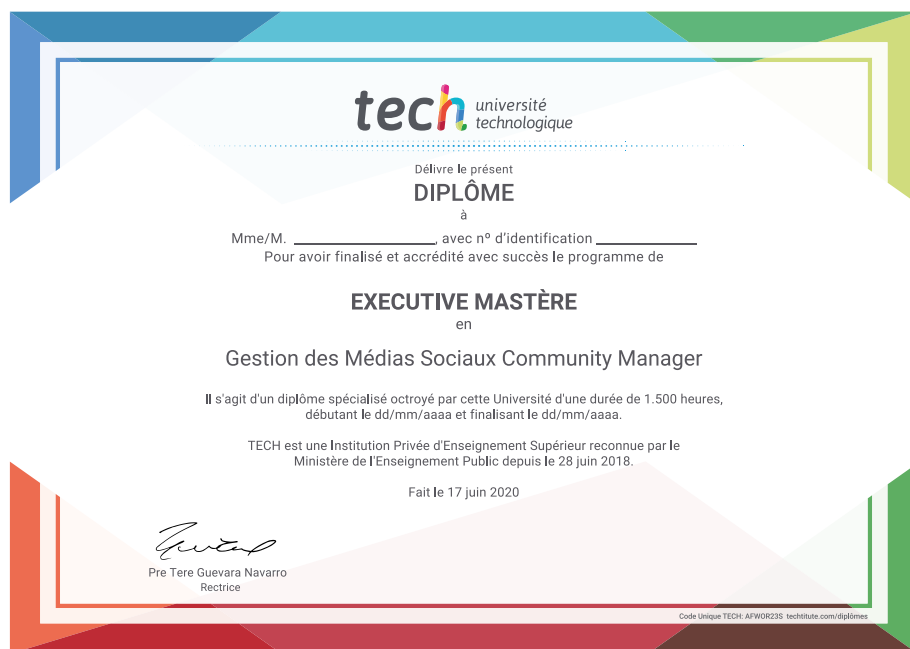 tech université
technologique
Délivre le présent
DIPLÔME
à
Mme/M. ____________________, avec nº d'identification ______________
Pour avoir finalisé et accrédité avec succès le programme de
EXECUTIVE MASTÈRE
en
Gestion des Médias Sociaux Community Manager
Il s'agit d'un diplôme spécialisé octroyé par cette Université d'une durée de 1.500 heures,
débutant le dd/mm/aaaa et finalisant le dd/mm/aaaa.
TECH est une Institution Privée d'Enseignement Supérieur reconnue par le
Ministère de l'Enseignement Public depuis le 28 juin 2018.
Fait le 17 juin 2020
Pre Tere Guevara Navarro
Rectrice
Code Unique TECH: AFWOR23S techtitute.com/diplômes